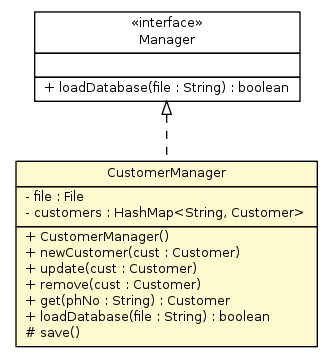 «interface»
Manager
+ loadDatabase(file : String) : boolean
CustomerManager
- file : File
- customers : HashMap<String, Customer>
+ CustomerManager()
+ newCustomer(cust : Customer)
+ update(cust : Customer)
+ remove(cust : Customer)
+ get(phNo : String) : Customer
+ loadDatabase(file : String) : boolean
# save()